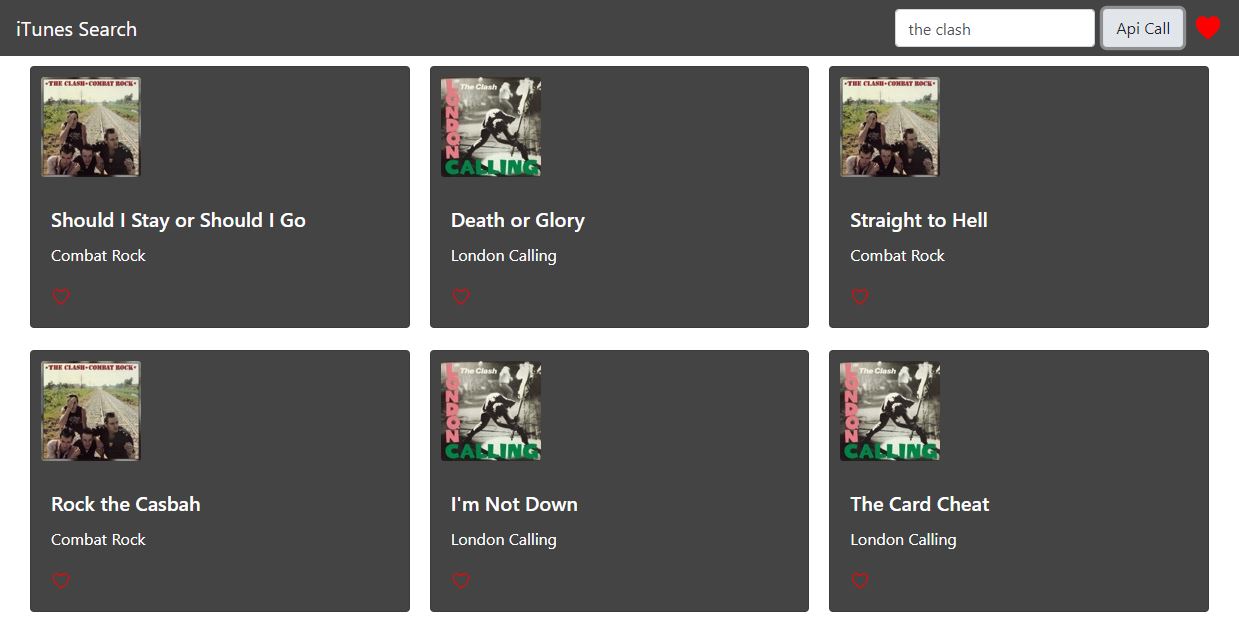 iTunes Search
the clash
Api Call
THE CLASH·COMBAT ROCK
The Clash
LONDON
CALLING
THE CLASH·COMBAT ROCK
Should I Stay or Should I Go
Death or Glory
Straight to Hell
Combat Rock
London Calling
Combat Rock
THE CLASH·COMBAT ROCK
The Clash
LONDON
CALLING
The Clash
LONDON
CALLING
Rock the Casbah
I'm Not Down
The Card Cheat
Combat Rock
London Calling
London Calling